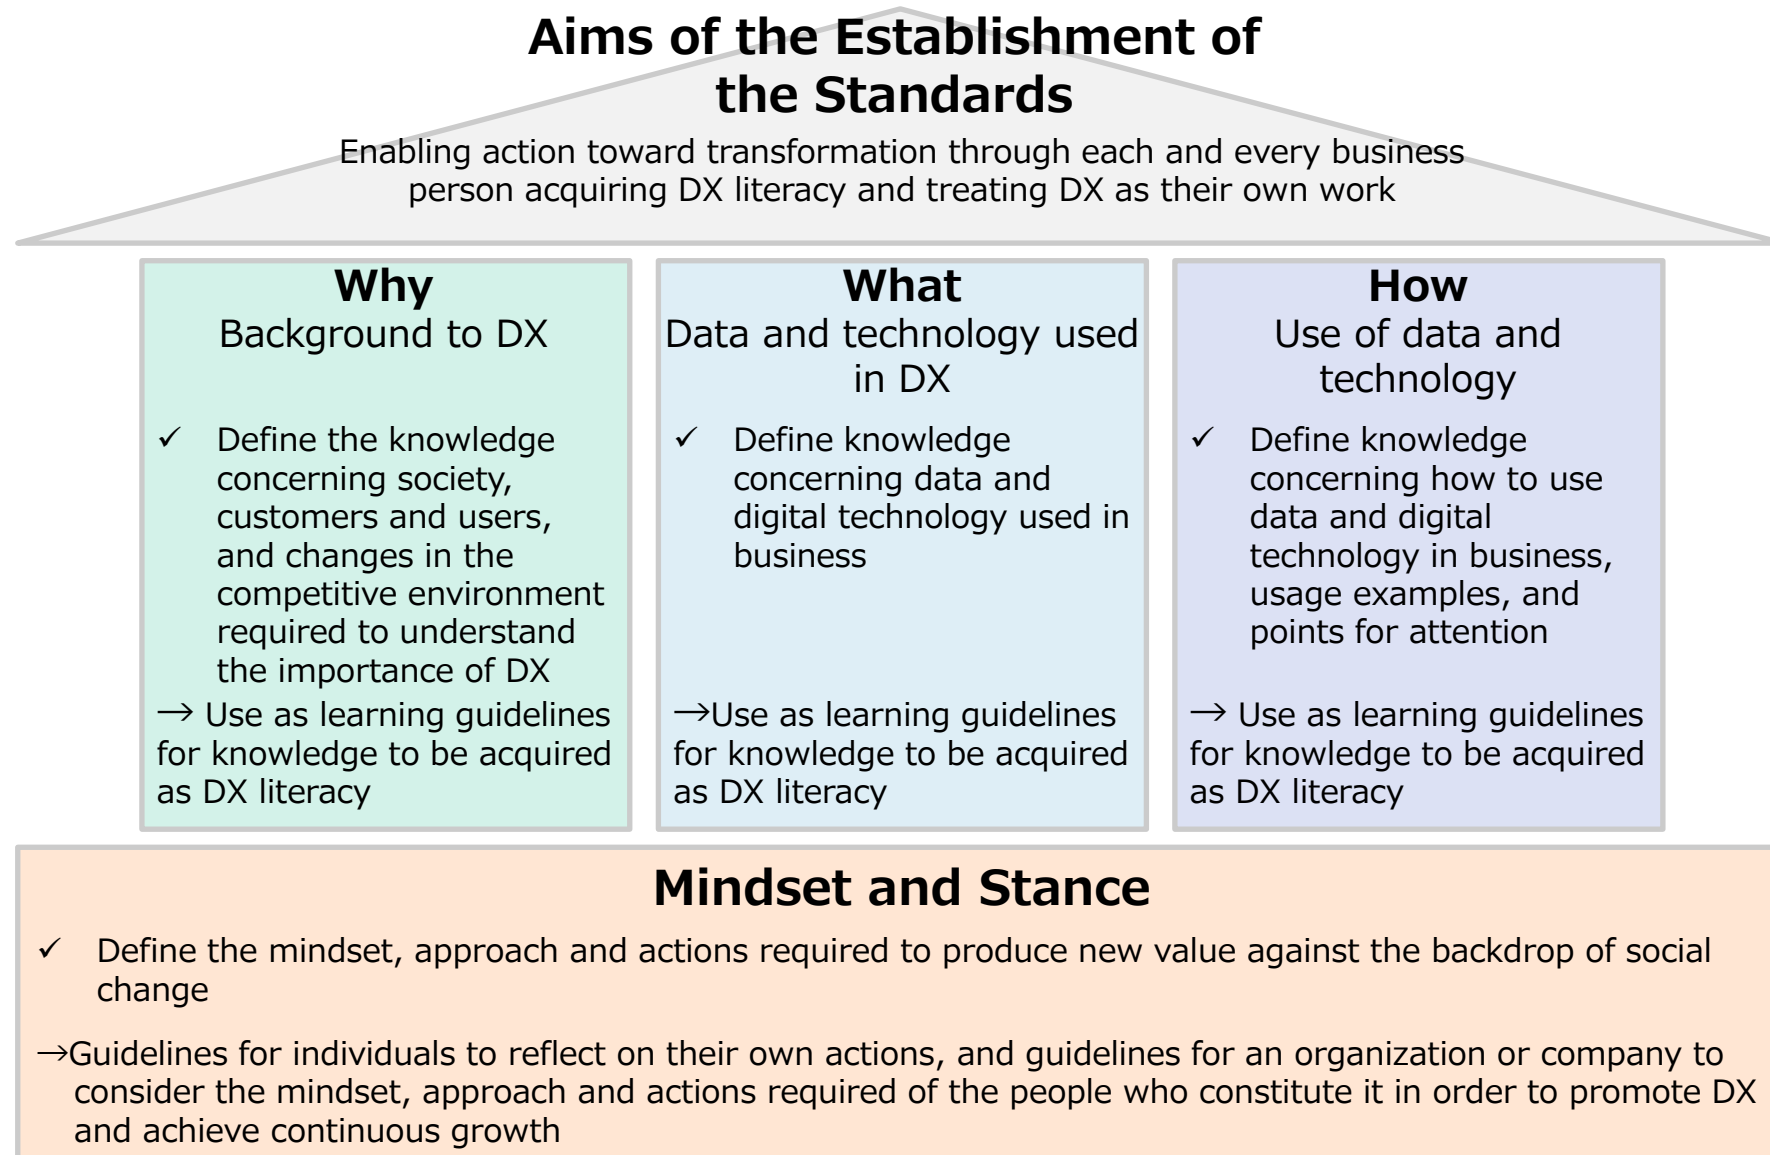 Aims of the Establishment of
the Standards
Enabling action toward transformation through each and every business
person acquiring DX literacy and treating DX as their own work
Why
Background to DX
✓ Define the knowledge
concerning society,
customers and users,
and changes in the
competitive environment
required to understand
the importance of DX
→ Use as learning guidelines
for knowledge to be acquired
as DX literacy
What
Data and technology used
in DX
✓ Define knowledge
concerning data and
digital technology used in
business
→Use as learning guidelines
for knowledge to be acquired
as DX literacy
How
Use of data and
technology
✓ Define knowledge
concerning how to use
data and digital
technology in business,
usage examples, and
points for attention
→ Use as learning guidelines
for knowledge to be acquired
as DX literacy
Mindset and Stance
✓ Define the mindset, approach and actions required to produce new value against the backdrop of social
change
→Guidelines for individuals to reflect on their own actions, and guidelines for an organization or company to
consider the mindset, approach and actions required of the people who constitute it in order to promote DX
and achieve continuous growth